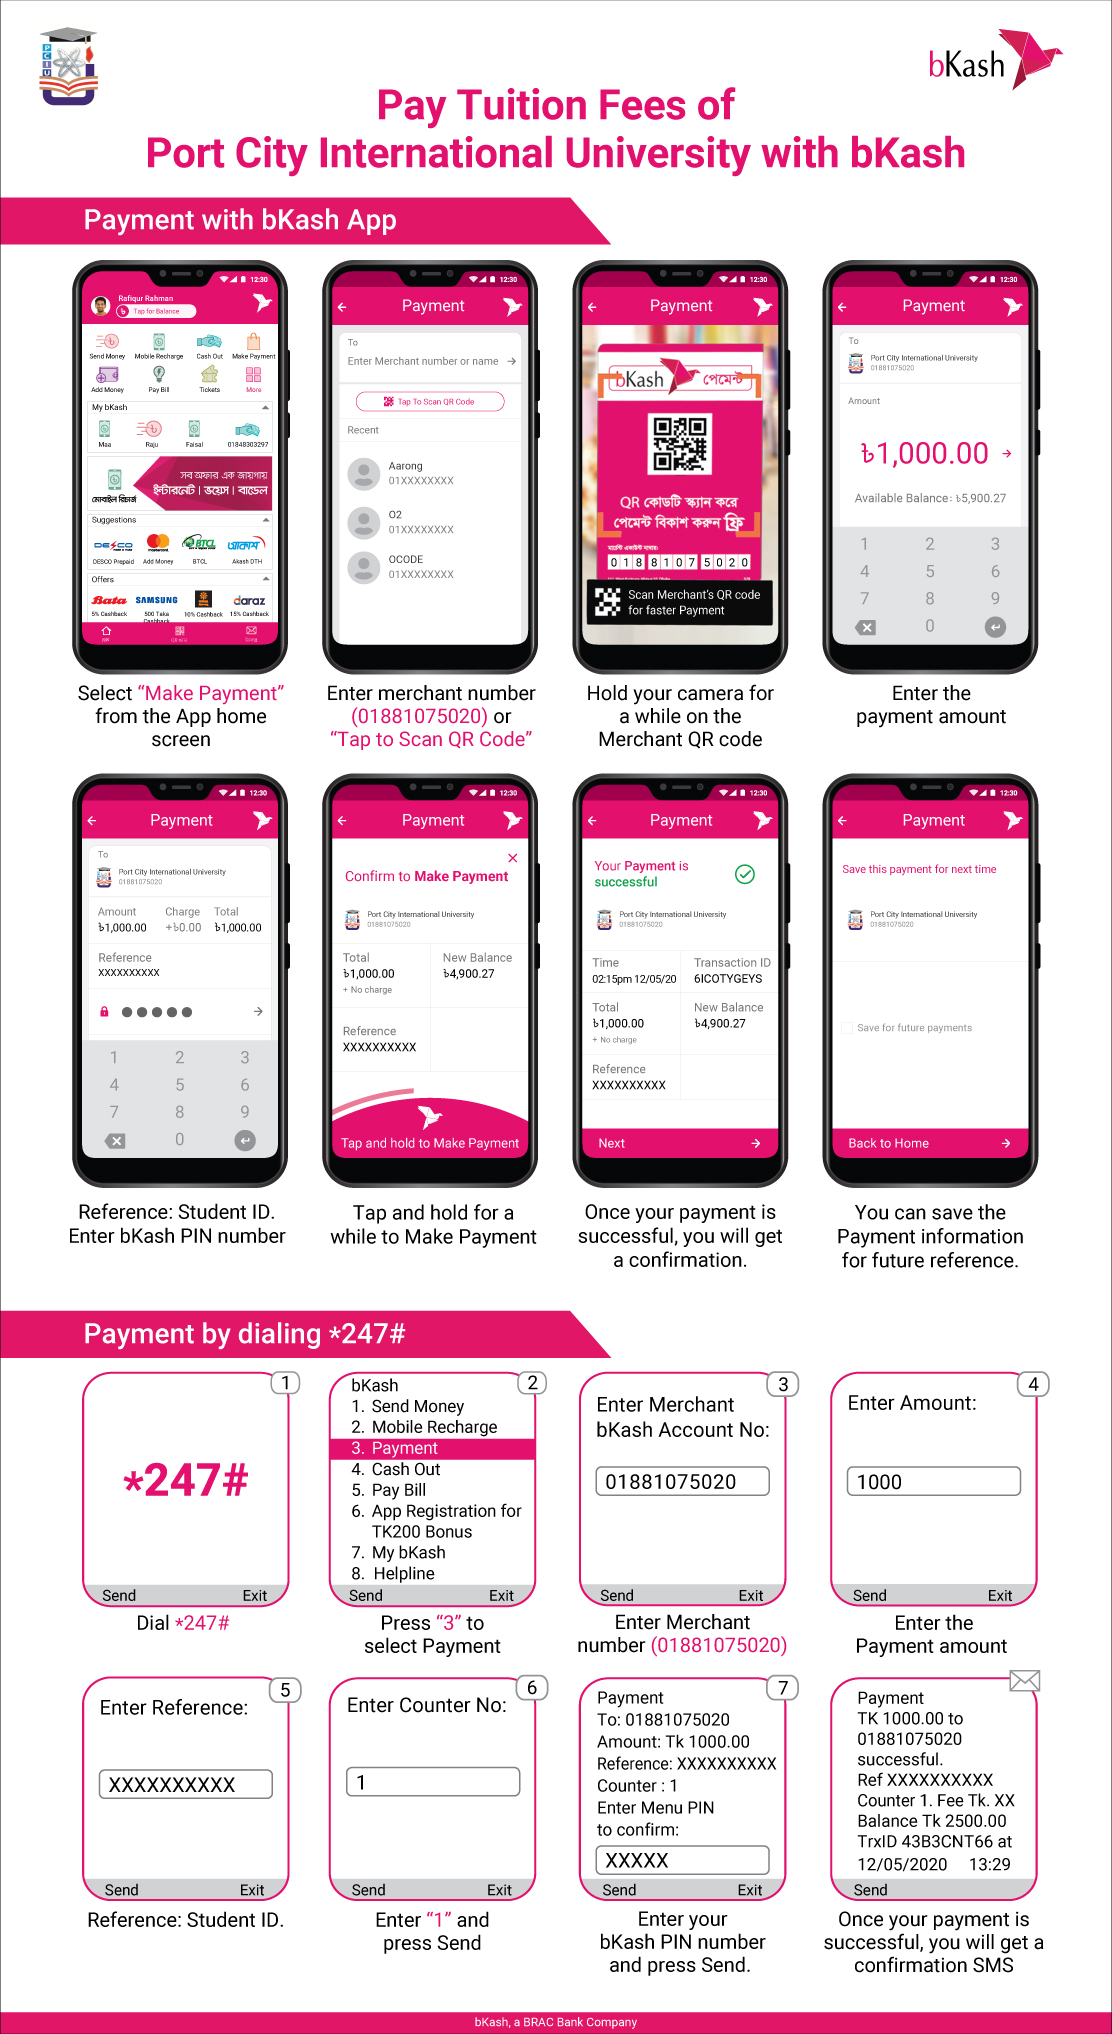 PCIU
bKash
Pay Tuition Fees of
Port City International University with bKash
Payment with bKash App
12:30
Rafiqur Rahman
Tap for Balance
Send Money
Mobile Recharge
Cash Out
Make Payment
Add Money
Pay Bill
Tickets
More
My bKash
Maa
Raju
Faisal
01848303297
মোবাইল রিচার্জ
সব অফার এক জায়গায়
ইন্টারনেট | ভয়েস | বান্ডেল
Suggestions
DESCO
mastercard
BTCL
আকাশ
DESCO Prepaid
Add Money
BTCL
Akash DTH
Offers
Bata
SAMSUNG
daraz
5% Cashback
500 Taka
Cashback
10% Cashback
15% Cashback
Select “Make Payment”
from the App home
screen
12:30
Payment
To
Enter Merchant number or name
Tap To Scan QR Code
Recent
Aarong
01XXXXXXXX
O2
01XXXXXXXX
OCODE
01XXXXXXXX
Enter merchant number
(01881075020) or
“Tap to Scan QR Code”
12:30
Payment
bKash
পেমেন্ট
QR কোডটি স্ক্যান করে
পেমেন্ট বিকাশ করুন ফ্রি
মার্চেন্ট একাউন্ট নাম্বার:
01881075020
Scan Merchant's QR code
for faster Payment
Hold your camera for
a while on the
Merchant QR code
12:30
Payment
To
Port City International University
01881075020
Amount
৳1,000.00
Available Balance: ৳5,900.27
1 2 3
4 5 6
7 8 9
0
Enter the
payment amount
12:30
Payment
To
Port City International University
01881075020
Amount Charge Total
৳1,000.00 +৳0.00 ৳1,000.00
Reference
XXXXXXXXXX
1 2 3
4 5 6
7 8 9
0
Reference: Student ID.
Enter bKash PIN number
12:30
Payment
Confirm to Make Payment
Port City International University
01881075020
Total New Balance
৳1,000.00 ৳4,900.27
+ No charge
Reference
XXXXXXXXXX
Tap and hold to Make Payment
Tap and hold for a
while to Make Payment
12:30
Payment
Your Payment is
successful
Port City International University
01881075020
Time Transaction ID
02:15pm 12/05/20 6ICOTYGEYS
Total New Balance
৳1,000.00 ৳4,900.27
+ No charge
Reference
XXXXXXXXXX
Next
Once your payment is
successful, you will get
a confirmation.
12:30
Payment
Save this payment for next time
Port City International University
01881075020
Save for future payments
Back to Home
You can save the
Payment information
for future reference.
Payment by dialing *247#
1
*247#
Send Exit
Dial *247#
2
bKash
1. Send Money
2. Mobile Recharge
3. Payment
4. Cash Out
5. Pay Bill
6. App Registration for
TK200 Bonus
7. My bKash
8. Helpline
Send Exit
Press “3” to
select Payment
3
Enter Merchant
bKash Account No:
01881075020
Send Exit
Enter Merchant
number (01881075020)
4
Enter Amount:
1000
Send Exit
Enter the
Payment amount
5
Enter Reference:
XXXXXXXXXX
Send Exit
Reference: Student ID.
6
Enter Counter No:
1
Send Exit
Enter “1” and
press Send
7
Payment
To: 01881075020
Amount: Tk 1000.00
Reference: XXXXXXXXXX
Counter : 1
Enter Menu PIN
to confirm:
XXXXX
Send Exit
Enter your
bKash PIN number
and press Send.
Payment
TK 1000.00 to
01881075020
successful.
Ref XXXXXXXXXX
Counter 1. Fee Tk. XX
Balance Tk 2500.00
TrxID 43B3CNT66 at
12/05/2020 13:29
Send
Once your payment is
successful, you will get a
confirmation SMS
bKash, a BRAC Bank Company